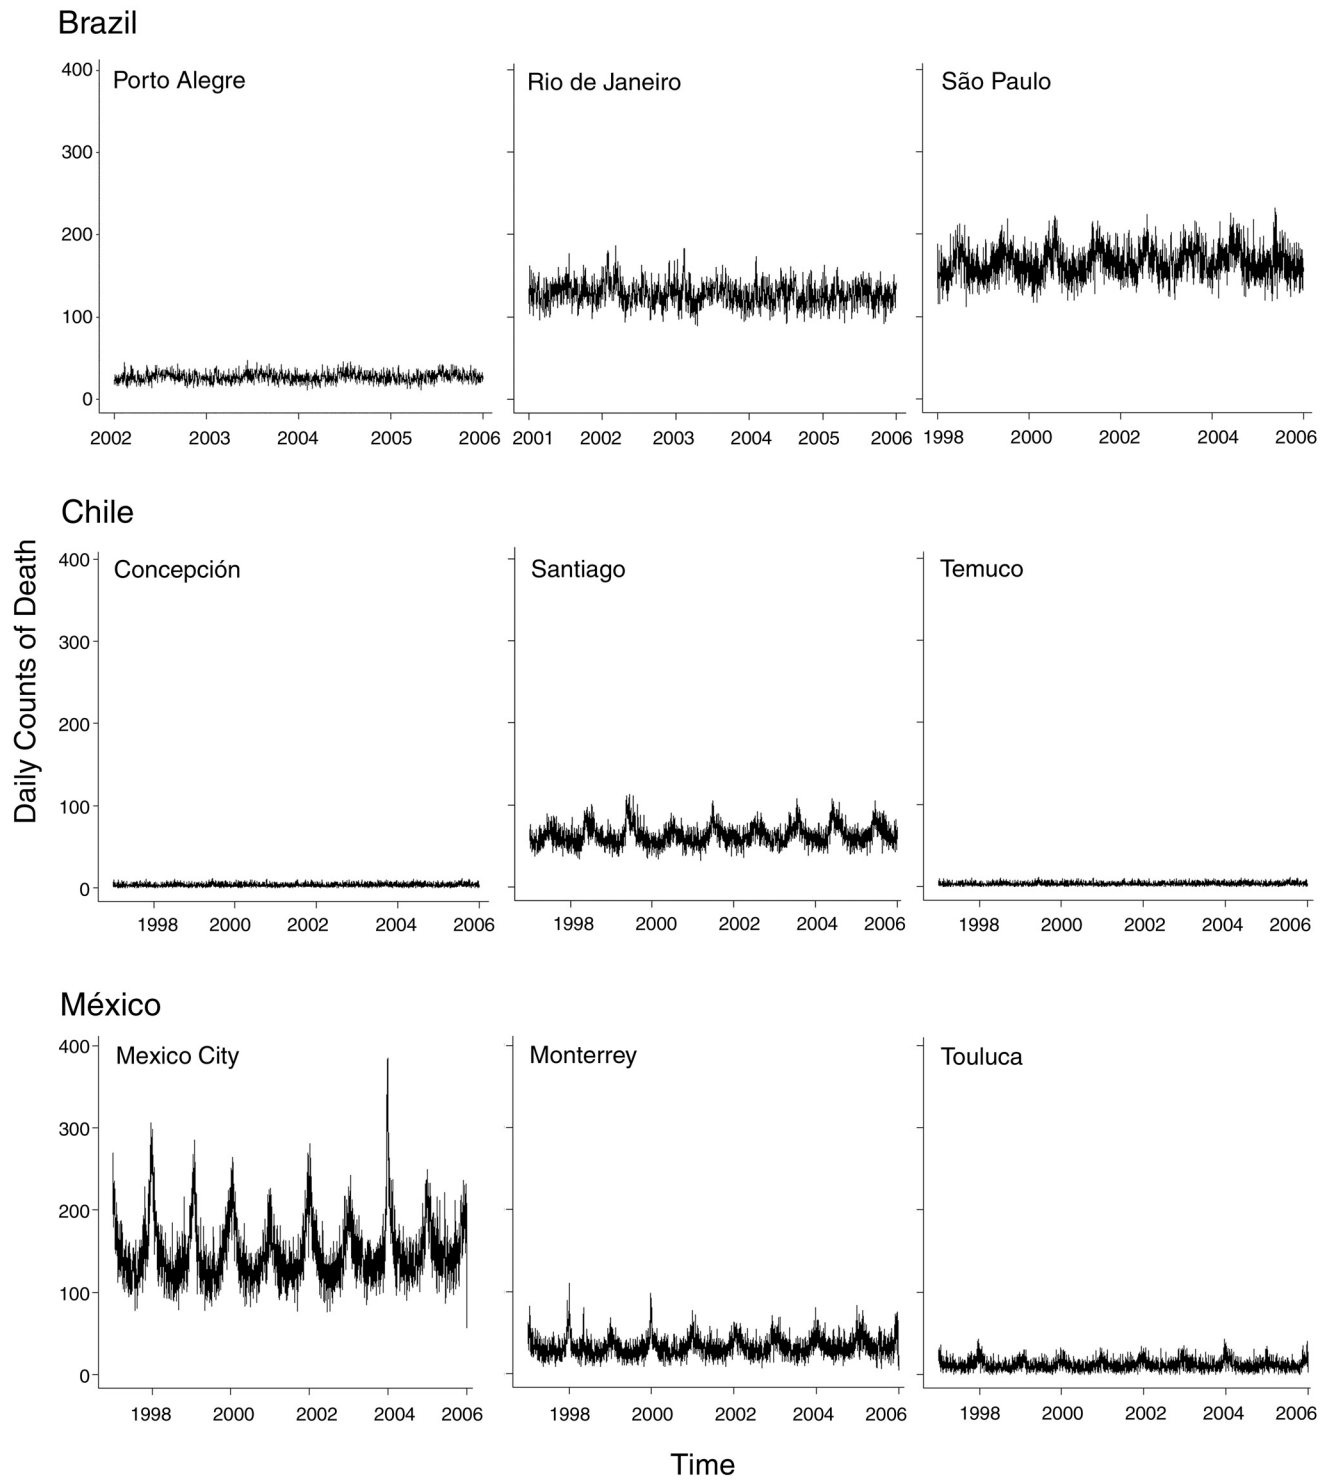 Brazil
Porto Alegre
Rio de Janeiro
São Paulo
400
300
200
100
0
2002 2003 2004 2005 2006
2001 2002 2003 2004 2005 2006
1998 2000 2002 2004 2006
Chile
Concepción
Santiago
Temuco
400
300
200
100
0
1998 2000 2002 2004 2006
1998 2000 2002 2004 2006
1998 2000 2002 2004 2006
Daily Counts of Death
México
Mexico City
Monterrey
Touluca
400
300
200
100
0
1998 2000 2002 2004 2006
1998 2000 2002 2004 2006
1998 2000 2002 2004 2006
Time